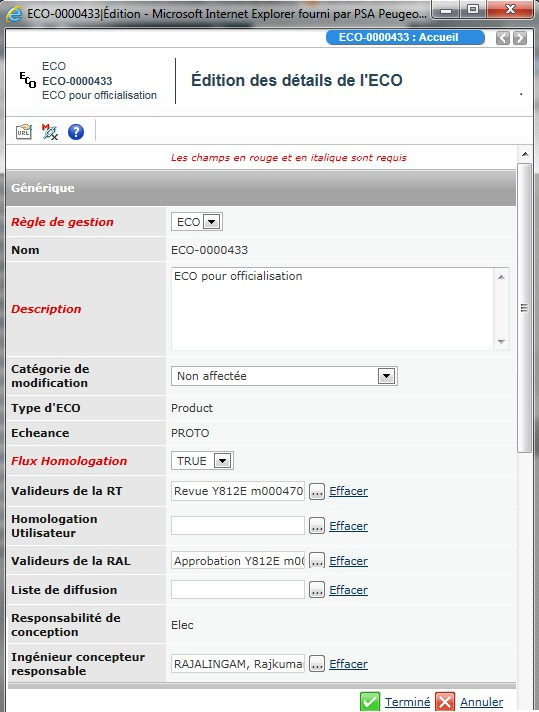 ECO-0000433|Édition - Microsoft Internet Explorer fourni par PSA Peugeo...
ECO-0000433 : Accueil
ECO
ECO
ECO-0000433
ECO pour officialisation
Édition des détails de l'ECO
URL
Les champs en rouge et en italique sont requis
Générique
Règle de gestion ECO
Nom ECO-0000433
Description ECO pour officialisation
Catégorie de
modification Non affectée
Type d'ECO Product
Echeance PROTO
Flux Homologation TRUE
Valideurs de la RT Revue Y812E m000470 ... Effacer
Homologation
Utilisateur ... Effacer
Valideurs de la RAL Approbation Y812E m00 ... Effacer
Liste de diffusion ... Effacer
Responsabilité de
conception Elec
Ingénieur concepteur
responsable RAJALINGAM, Rajkumar ... Effacer
Terminé Annuler